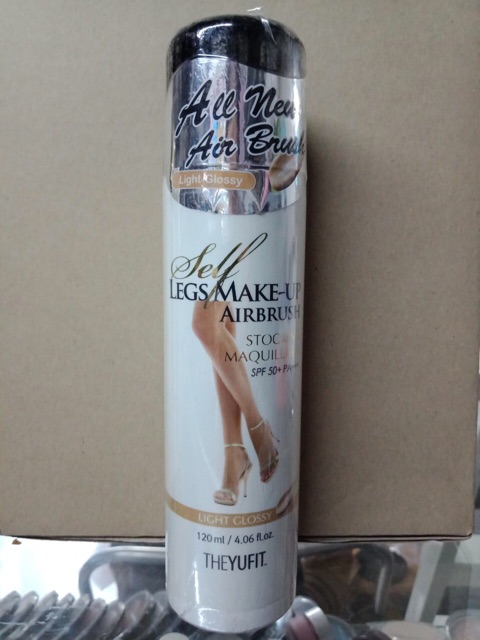 All New
Air Brush
Light Glossy
Self
LEGS MAKE-UP
AIRBRUSH
SPF 50+
LIGHT GLOSSY
120 ml / 4.06 fl.oz.
THEYUFIT